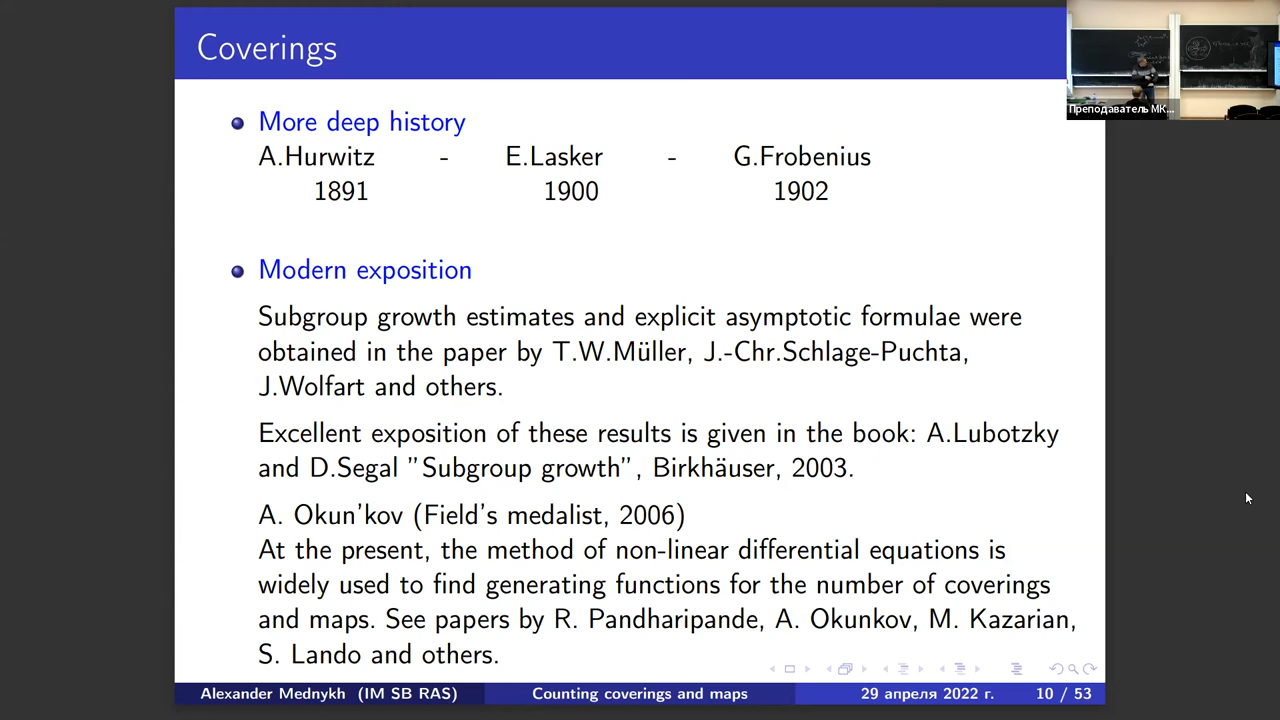 Coverings
Преподаватель МК...
More deep history
A.Hurwitz - E.Lasker - G.Frobenius
1891 1900 1902
Modern exposition
Subgroup growth estimates and explicit asymptotic formulae were
obtained in the paper by T.W.Müller, J.-Chr.Schlage-Puchta,
J.Wolfart and others.
Excellent exposition of these results is given in the book: A.Lubotzky
and D.Segal ”Subgroup growth”, Birkhäuser, 2003.
A. Okun'kov (Field's medalist, 2006)
At the present, the method of non-linear differential equations is
widely used to find generating functions for the number of coverings
and maps. See papers by R. Pandharipande, A. Okunkov, M. Kazarian,
S. Lando and others.
Alexander Mednykh (IM SB RAS) Counting coverings and maps 29 апреля 2022 г. 10 / 53